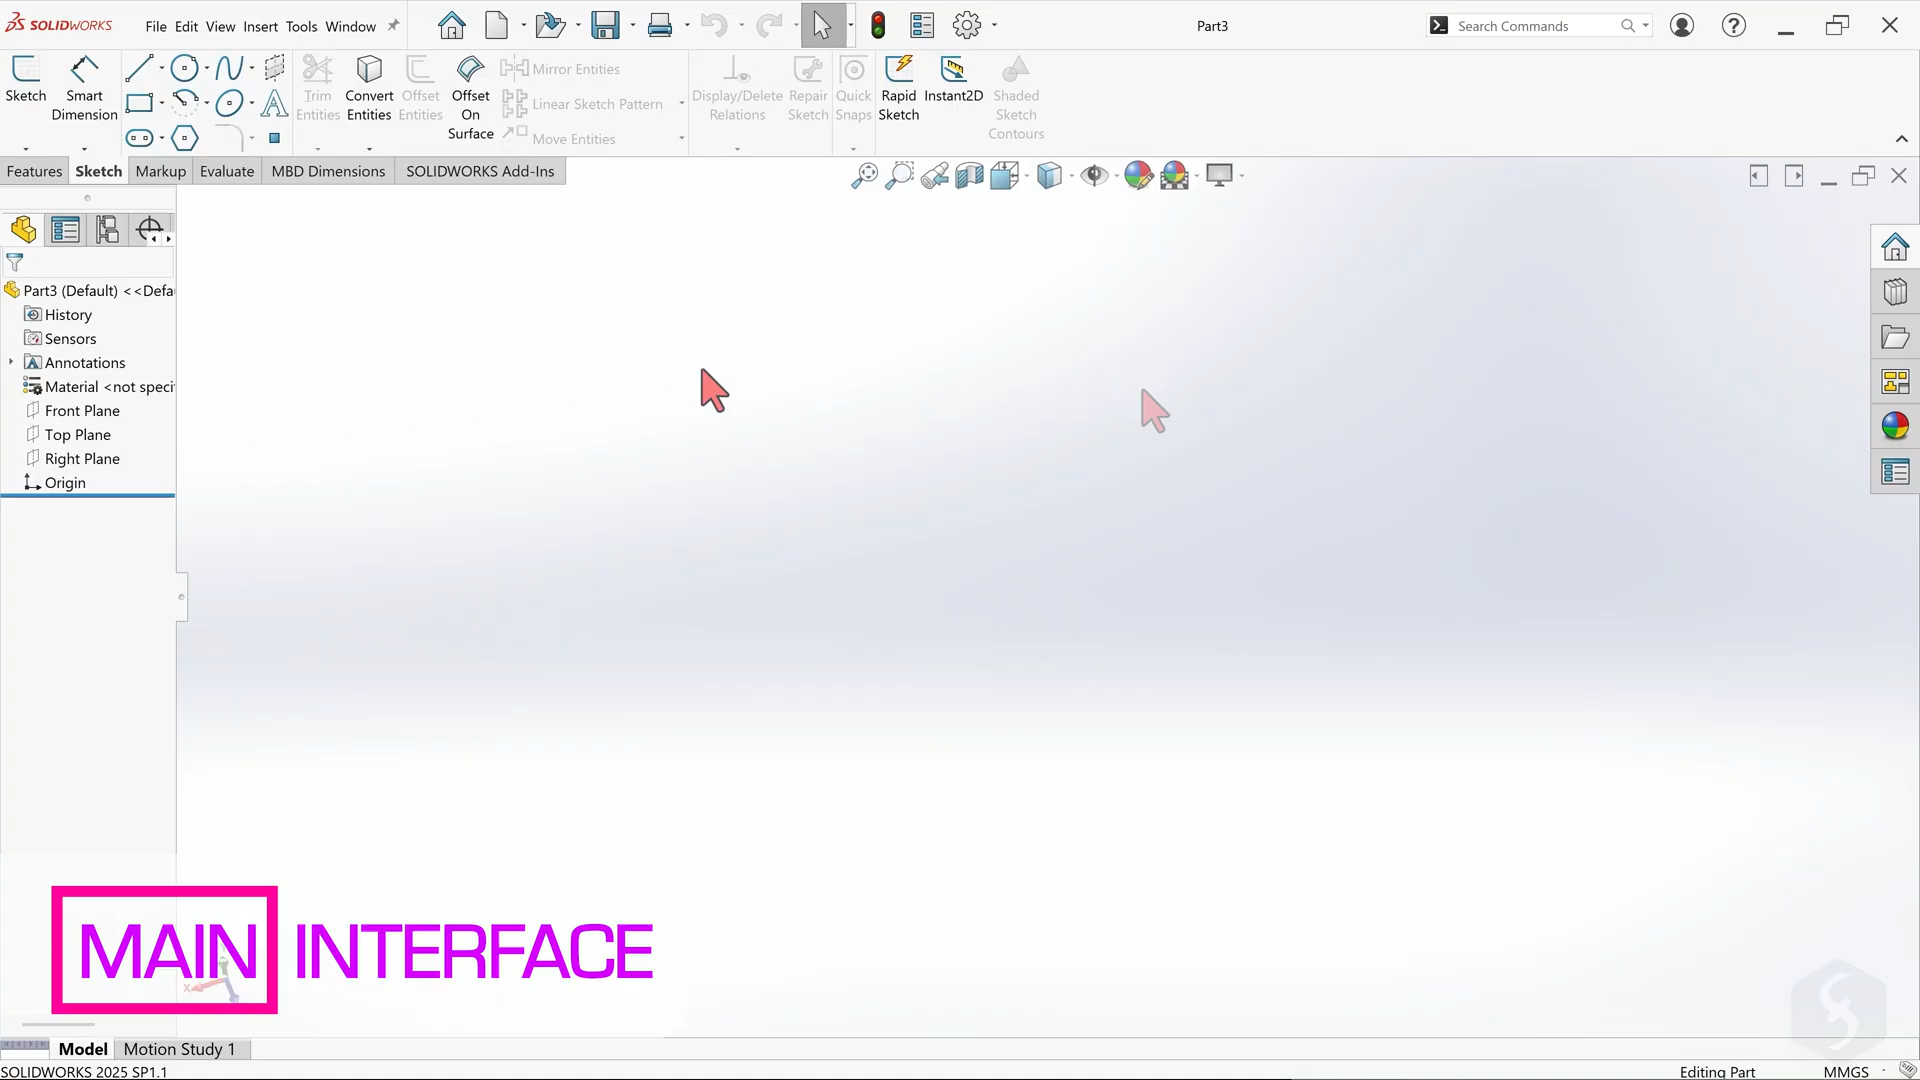 SOLIDWORKS File Edit View Insert Tools Window Part3 Search Commands
Sketch
Smart Dimension
Trim Entities
Convert Entities
Offset Entities
Offset On Surface
Mirror Entities
Linear Sketch Pattern
Move Entities
Display/Delete Relations
Repair Sketch
Quick Snaps
Rapid Sketch
Instant2D
Shaded Sketch Contours
Features Sketch Markup Evaluate MBD Dimensions SOLIDWORKS Add-Ins
Part3 (Default) <<Defa
History
Sensors
Annotations
Material <not speci
Front Plane
Top Plane
Right Plane
Origin
MAIN INTERFACE
X
Model Motion Study 1
SOLIDWORKS 2025 SP1.1 Editing Part MMGS